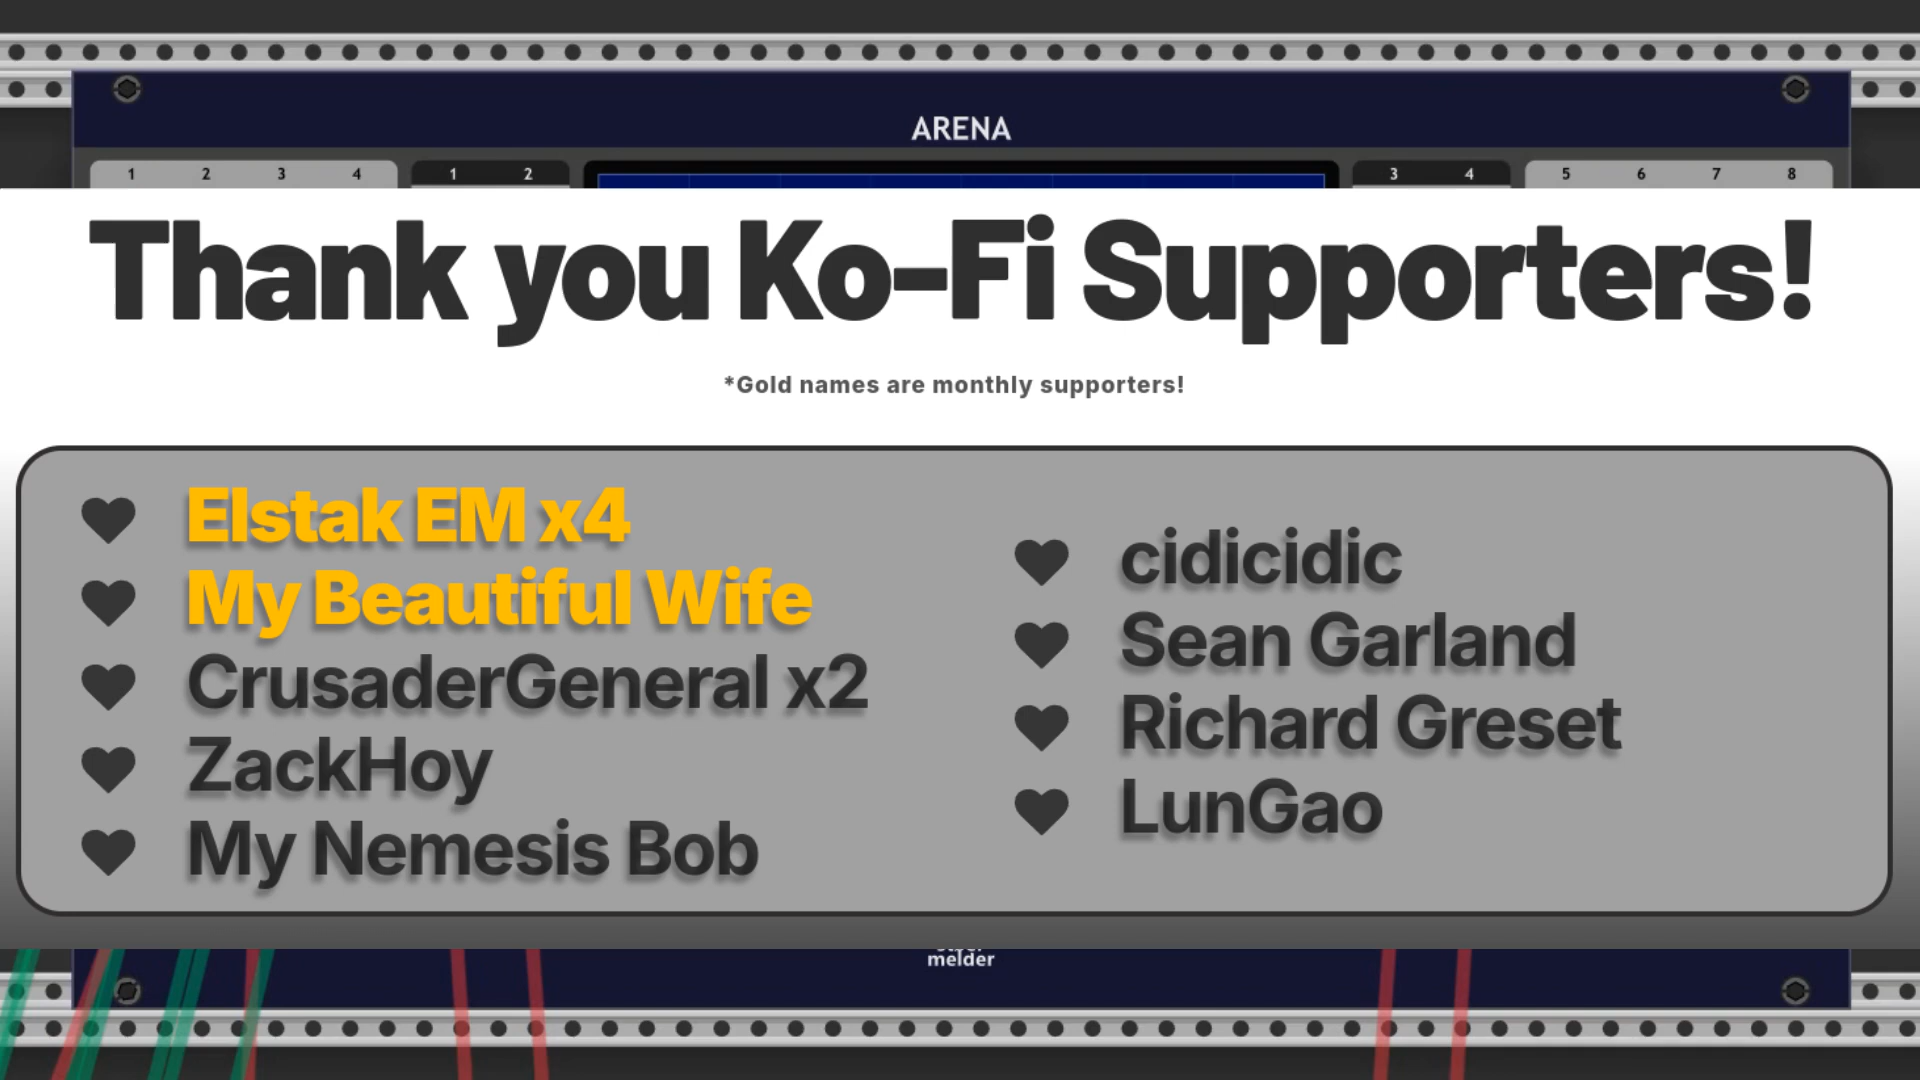 ARENA
1 2 3 4 1 2 3 4 5 6 7 8
Thank you Ko-Fi Supporters!
*Gold names are monthly supporters!
Elstak EM x4
My Beautiful Wife
CrusaderGeneral x2
ZackHoy
My Nemesis Bob
cidicidic
Sean Garland
Richard Greset
LunGao
melder